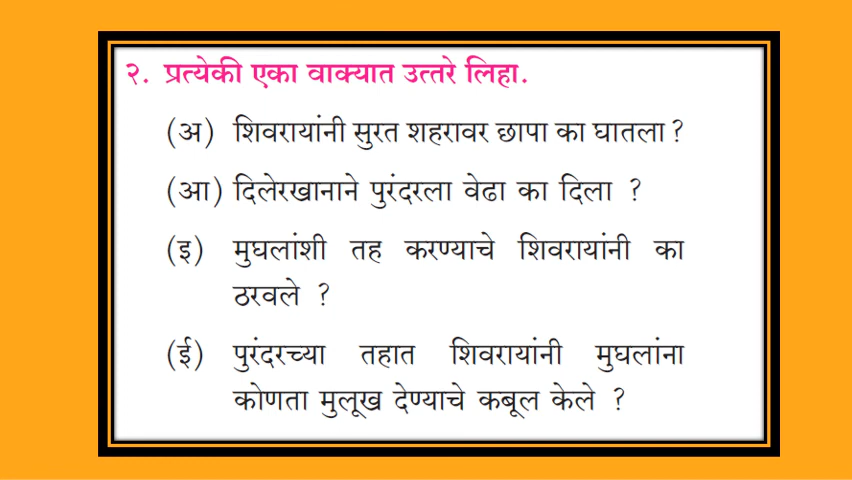 २. प्रत्येकी एका वाक्यात उत्तरे लिहा.
(अ) शिवरायांनी सुरत शहरावर छापा का घातला ?
(आ) दिलेरखानाने पुरंदरला वेढा का दिला ?
(इ) मुघलांशी तह करण्याचे शिवरायांनी का
ठरवले ?
(ई) पुरंदरच्या तहात शिवरायांनी मुघलांना
कोणता मुलूख देण्याचे कबूल केले ?